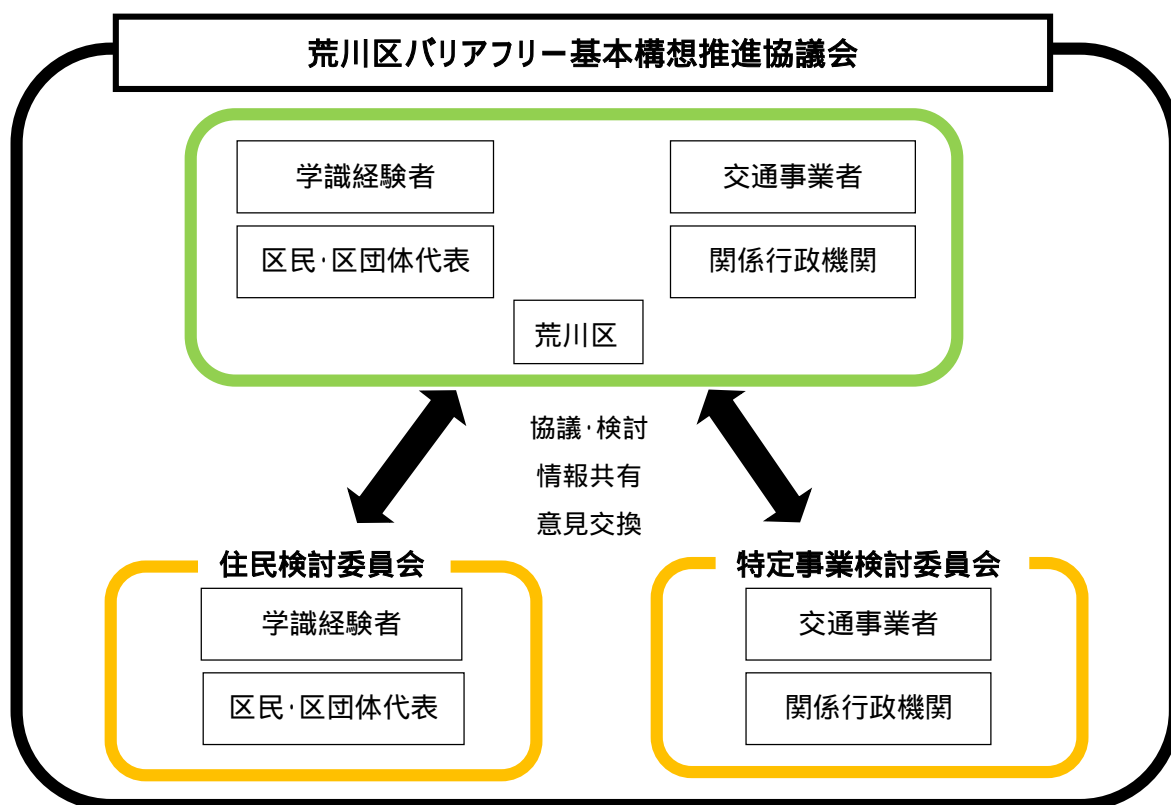 荒川区バリアフリー基本構想推進協議会
学識経験者
交通事業者
区民・区団体代表
関係行政機関
荒川区
協議・検討
情報共有
意見交換
住民検討委員会
学識経験者
区民・区団体代表
特定事業検討委員会
交通事業者
関係行政機関